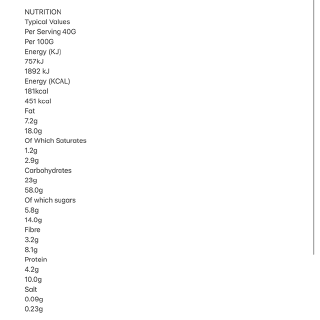 NUTRITION
Typical Values
Per Serving 40G
Per 100G
Energy (KJ)
757kJ
1892 kJ
Energy (KCAL)
181kcal
451 kcal
Fat
7.2g
18.0g
Of Which Saturates
1.2g
2.9g
Carbohydrates
23g
58.0g
Of which sugars
5.8g
14.0g
Fibre
3.2g
8.1g
Protein
4.2g
10.0g
Salt
0.09g
0.23g